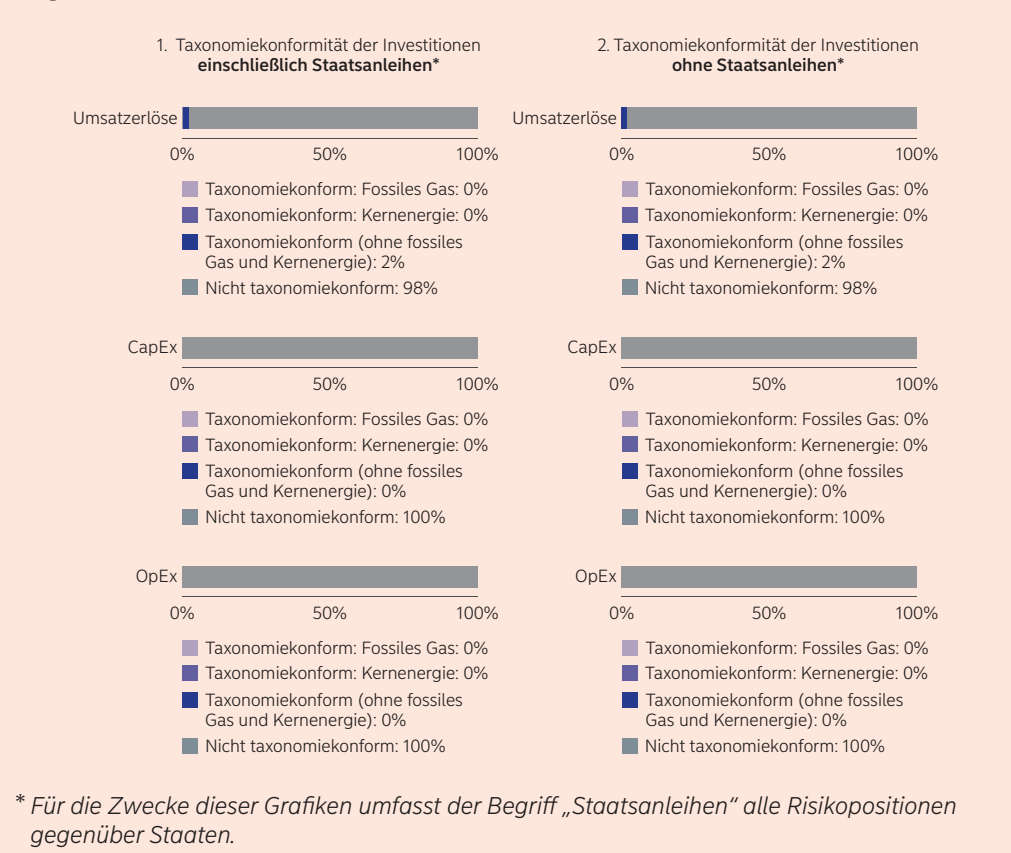 1. Taxonomiekonformität der Investitionen
einschließlich Staatsanleihen*
Umsatzerlöse
0% 50% 100%
Taxonomiekonform: Fossiles Gas: 0%
Taxonomiekonform: Kernenergie: 0%
Taxonomiekonform (ohne fossiles
Gas und Kernenergie): 2%
Nicht taxonomiekonform: 98%
CapEx
0% 50% 100%
Taxonomiekonform: Fossiles Gas: 0%
Taxonomiekonform: Kernenergie: 0%
Taxonomiekonform (ohne fossiles
Gas und Kernenergie): 0%
Nicht taxonomiekonform: 100%
OpEx
0% 50% 100%
Taxonomiekonform: Fossiles Gas: 0%
Taxonomiekonform: Kernenergie: 0%
Taxonomiekonform (ohne fossiles
Gas und Kernenergie): 0%
Nicht taxonomiekonform: 100%
2. Taxonomiekonformität der Investitionen
ohne Staatsanleihen*
Umsatzerlöse
0% 50% 100%
Taxonomiekonform: Fossiles Gas: 0%
Taxonomiekonform: Kernenergie: 0%
Taxonomiekonform (ohne fossiles
Gas und Kernenergie): 2%
Nicht taxonomiekonform: 98%
CapEx
0% 50% 100%
Taxonomiekonform: Fossiles Gas: 0%
Taxonomiekonform: Kernenergie: 0%
Taxonomiekonform (ohne fossiles
Gas und Kernenergie): 0%
Nicht taxonomiekonform: 100%
OpEx
0% 50% 100%
Taxonomiekonform: Fossiles Gas: 0%
Taxonomiekonform: Kernenergie: 0%
Taxonomiekonform (ohne fossiles
Gas und Kernenergie): 0%
Nicht taxonomiekonform: 100%
* Für die Zwecke dieser Grafiken umfasst der Begriff „Staatsanleihen“ alle Risikopositionen
gegenüber Staaten.